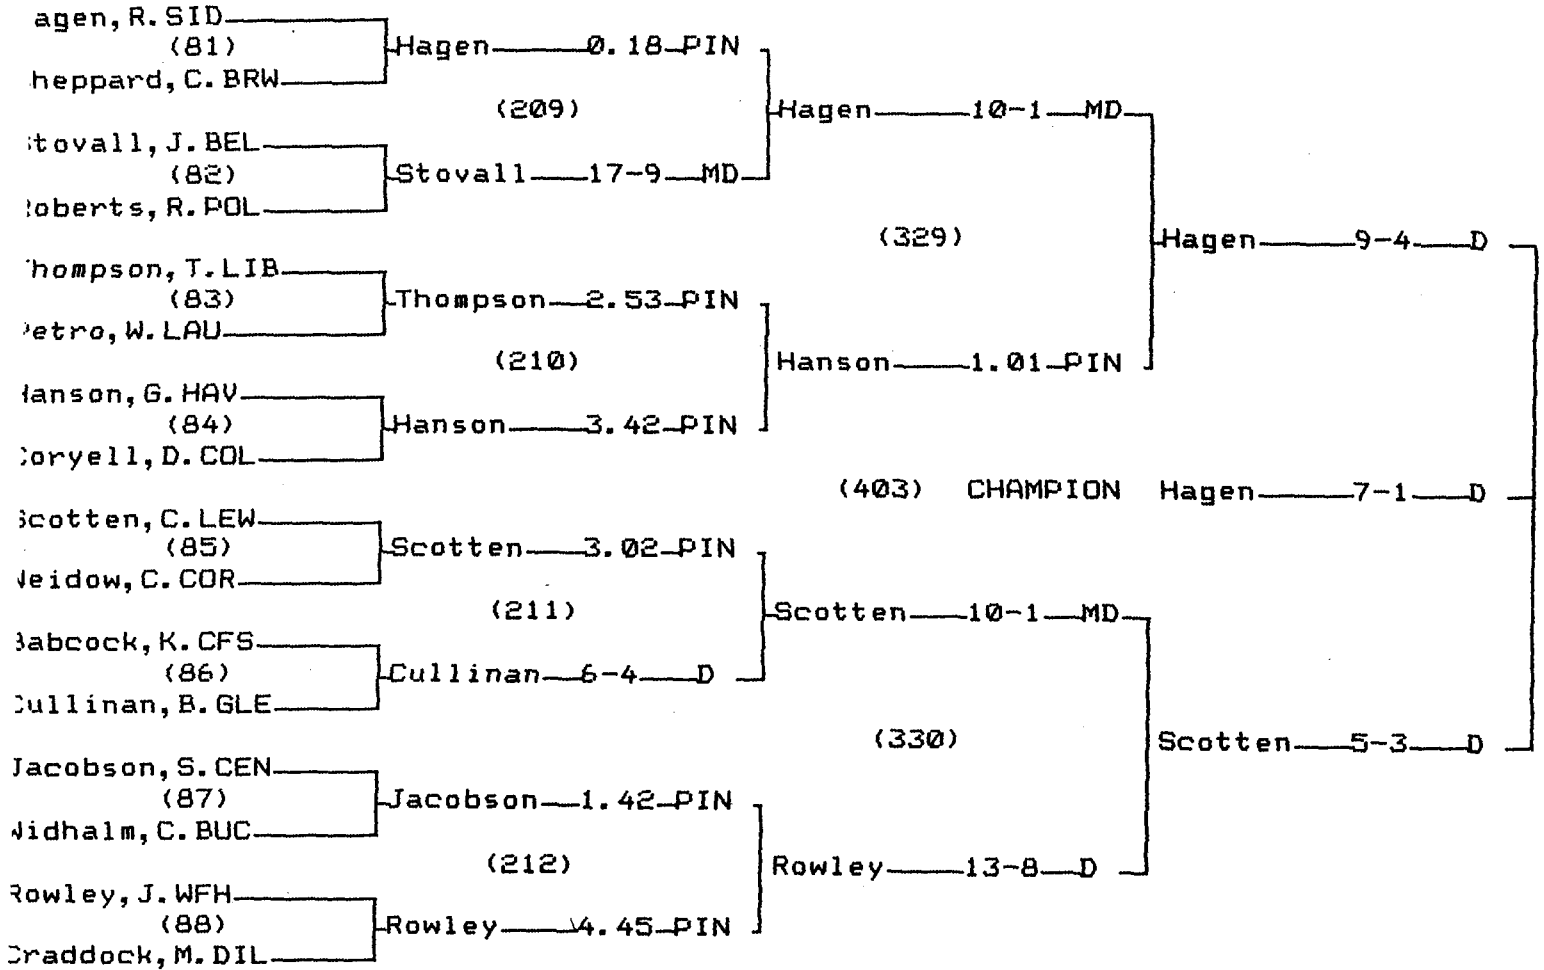 agen, R. SID
(81) Hagen 0.18 PIN
heppard, C. BRW
(209) Hagen 10-1 MD
tovall, J. BEL
(82) Stovall 17-9 MD
oberts, R. POL
(329) Hagen 9-4 D
hompson, T. LIB
(83) Thompson 2.53 PIN
etro, W. LAU
(210) Hanson 1.01 PIN
anson, G. HAV
(84) Hanson 3.42 PIN
oryell, D. COL
(403) CHAMPION Hagen 7-1 D
cotten, C. LEW
(85) Scotten 3.02 PIN
eidow, C. COR
(211) Scotten 10-1 MD
abcock, K. CFS
(86) Cullinan 6-4 D
ullinan, B. GLE
(330) Scotten 5-3 D
Jacobson, S. CEN
(87) Jacobson 1.42 PIN
idhalm, C. BUC
(212) Rowley 13-8 D
Rowley, J. WFH
(88) Rowley 4.45 PIN
raddock, M. DIL